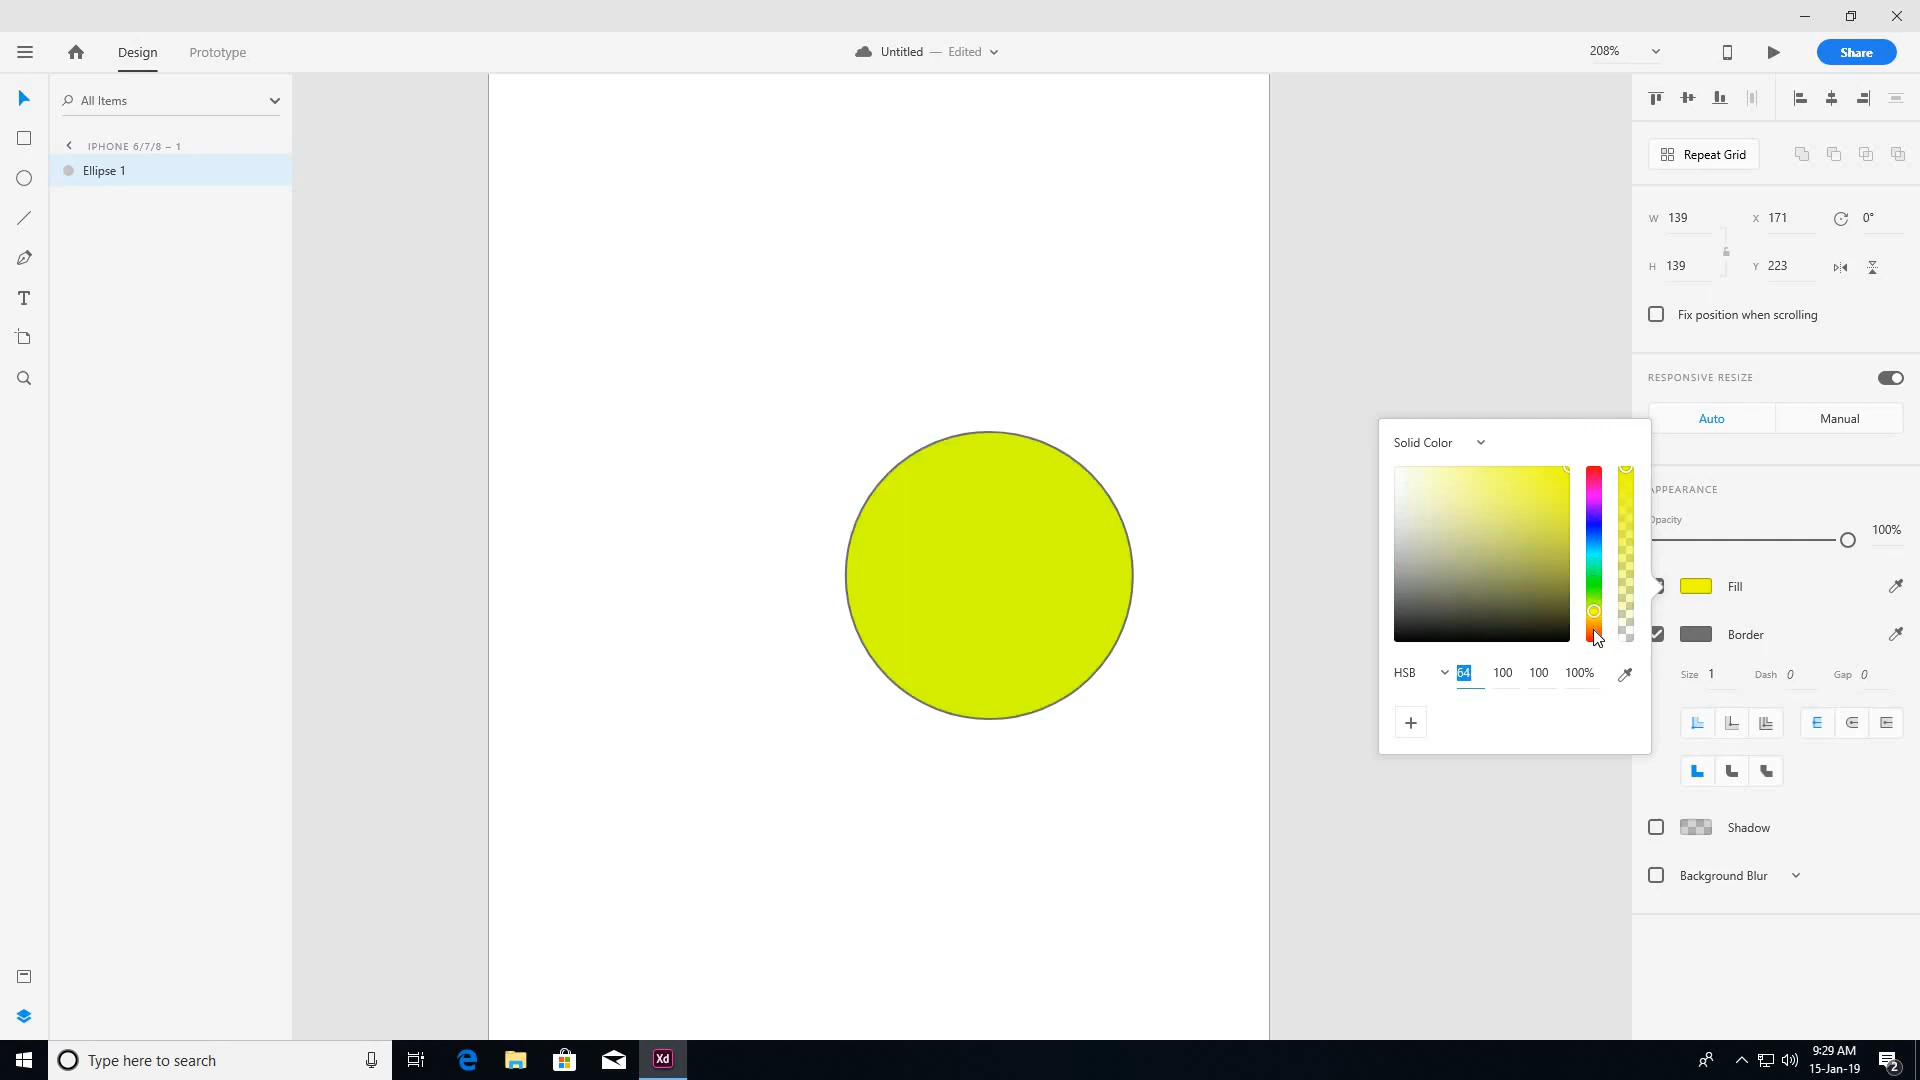 Design
Prototype
Untitled — Edited
208%
Share
All Items
IPHONE 6/7/8 – 1
Ellipse 1
Repeat Grid
W 139 X 171 0°
H 139 Y 223
Fix position when scrolling
RESPONSIVE RESIZE
Auto Manual
Solid Color
APPEARANCE
Opacity
100%
Fill
Border
HSB 64 100 100 100%
Size 1 Dash 0 Gap 0
+
Shadow
Background Blur
Type here to search
Xd
9:29 AM
15-Jan-19
2